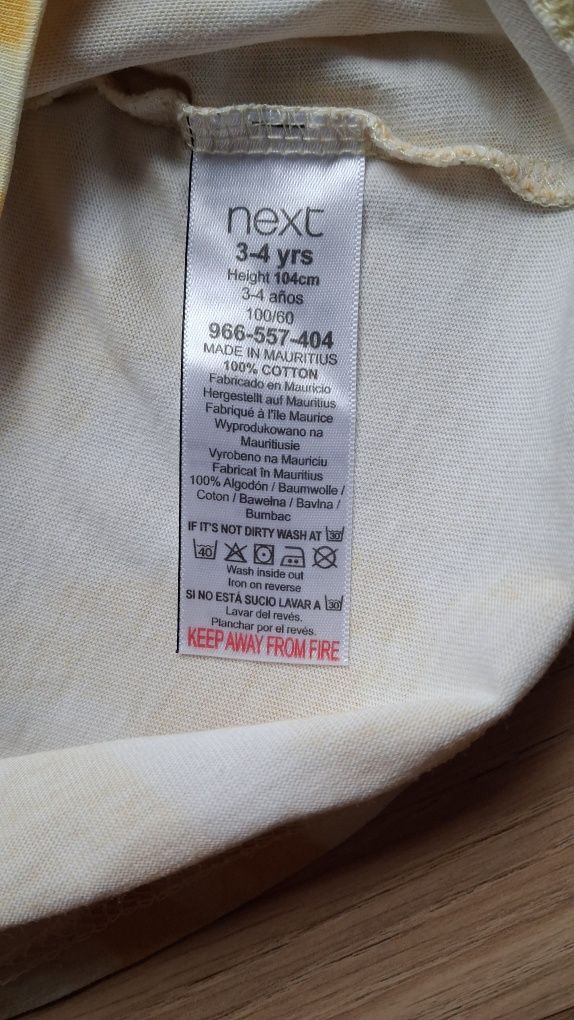 next
3-4 yrs
Height 104cm
3-4 años
100/60
966-557-404
MADE IN MAURITIUS
100% COTTON
Fabricado en Mauricio
Hergestellt auf Mauritius
Fabriqué à l'île Maurice
Wyprodukowano na
Mauritiusie
Vyrobeno na Mauriciu
Fabricat în Mauritius
100% Algodón / Baumwolle /
Coton / Bawełna / Bavlna /
Bumbac
IF IT'S NOT DIRTY WASH AT 30
40
Wash inside out
Iron on reverse
SI NO ESTÁ SUCIO LAVAR A 30
Lavar del revés.
Planchar por el revés.
KEEP AWAY FROM FIRE